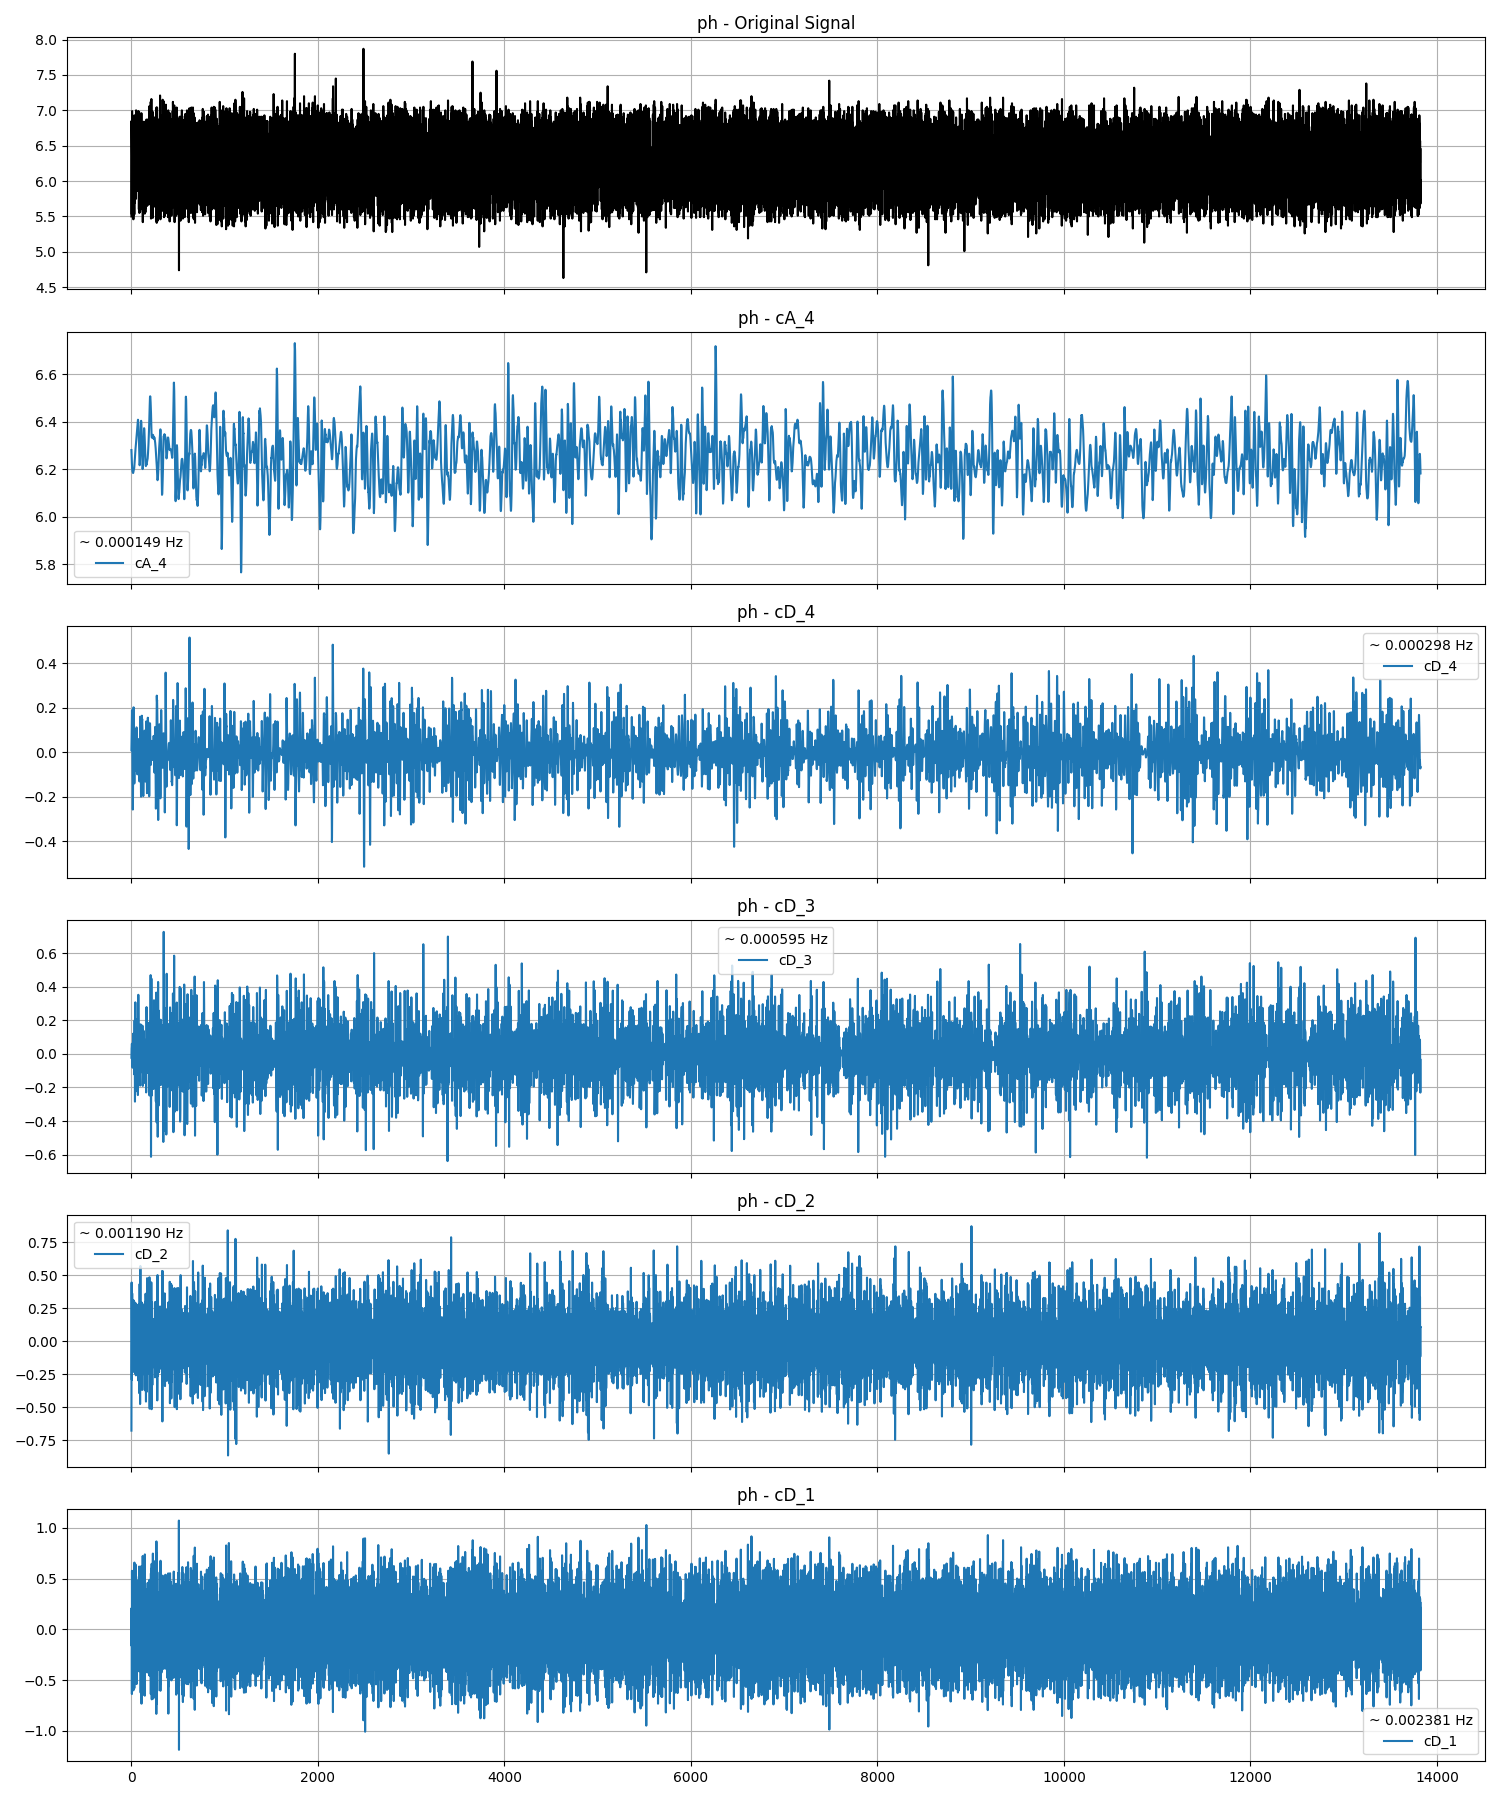 ph - Original Signal
8.0
7.5
7.0
6.5
6.0
5.5
5.0
4.5
ph - cA_4
6.6
6.4
6.2
6.0
5.8
~ 0.000149 Hz
cA_4
ph - cD_4
0.4
0.2
0.0
−0.2
−0.4
~ 0.000298 Hz
cD_4
ph - cD_3
0.6
0.4
0.2
0.0
−0.2
−0.4
−0.6
~ 0.000595 Hz
cD_3
ph - cD_2
0.75
0.50
0.25
0.00
−0.25
−0.50
−0.75
~ 0.001190 Hz
cD_2
ph - cD_1
1.0
0.5
0.0
−0.5
−1.0
~ 0.002381 Hz
cD_1
0 2000 4000 6000 8000 10000 12000 14000